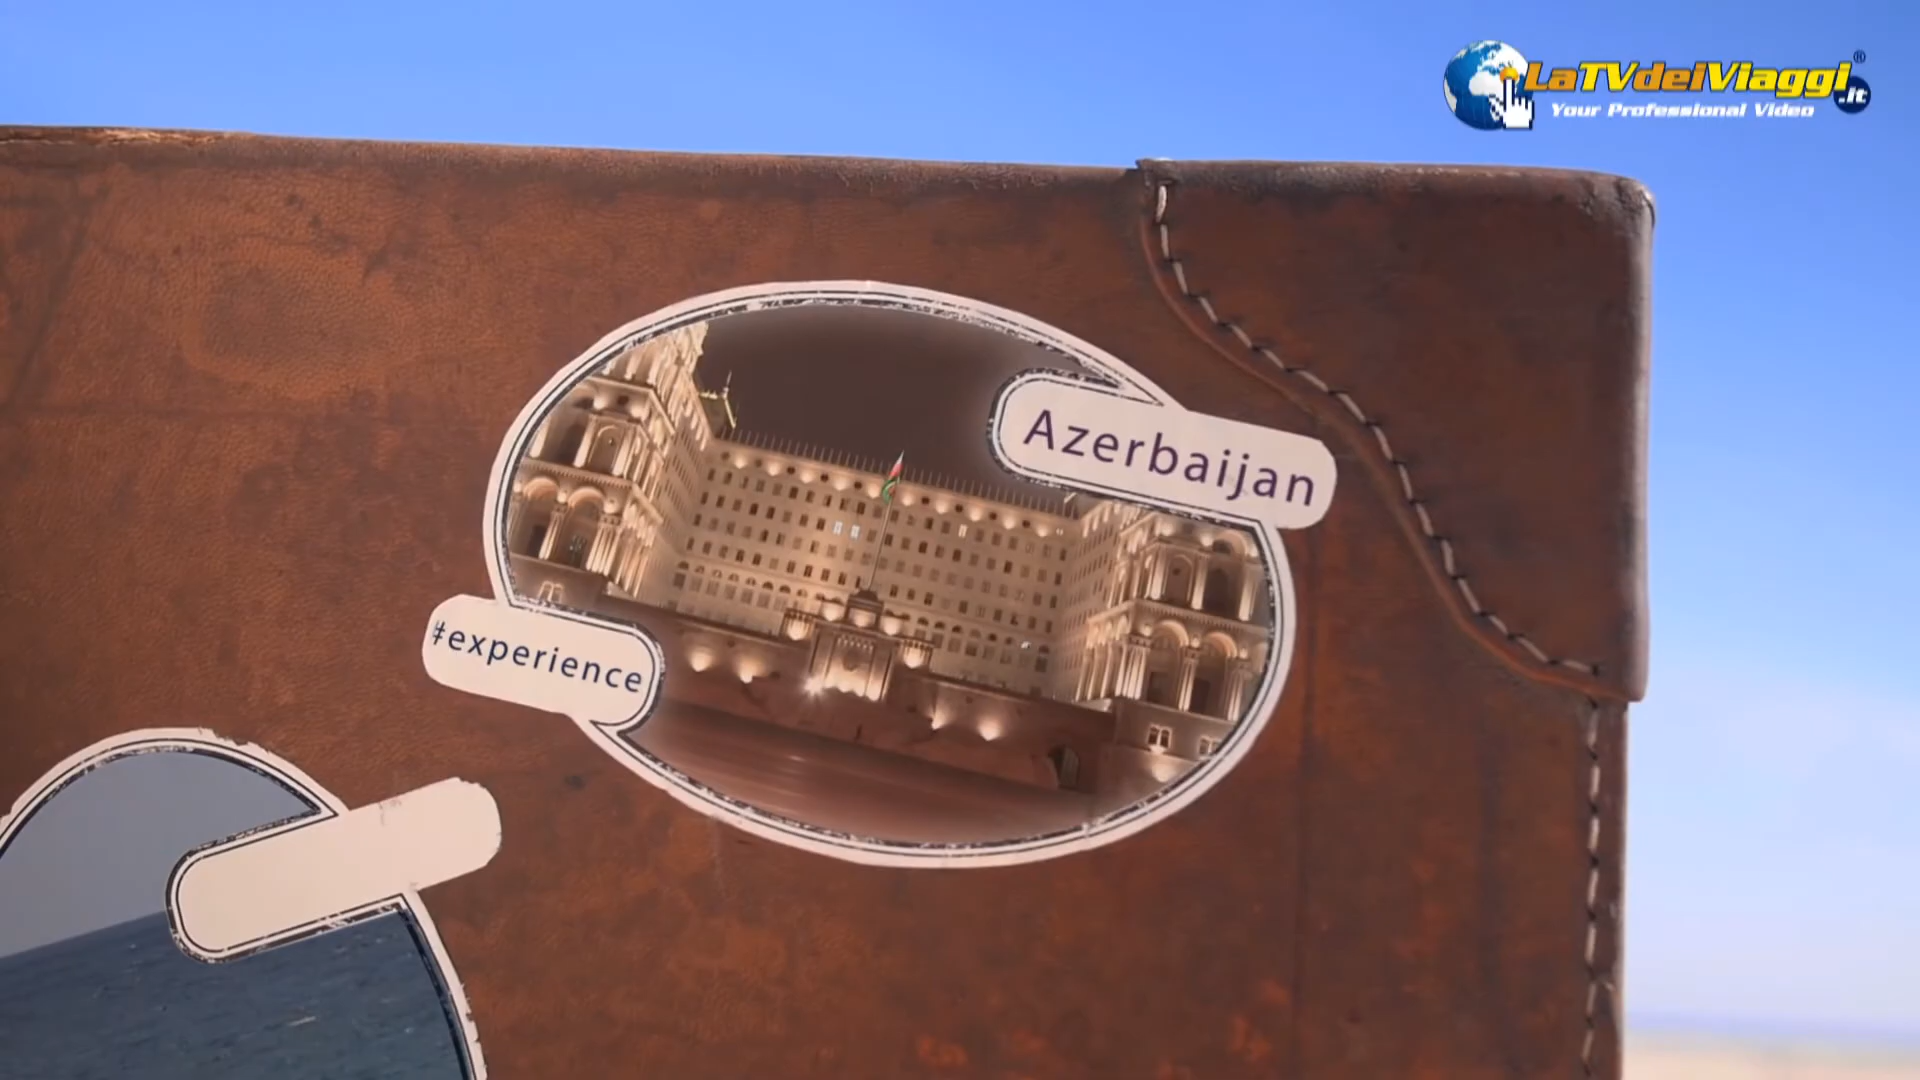 LaTVdeiViaggi®
.it
Your Professional Video
Azerbaijan
#experience